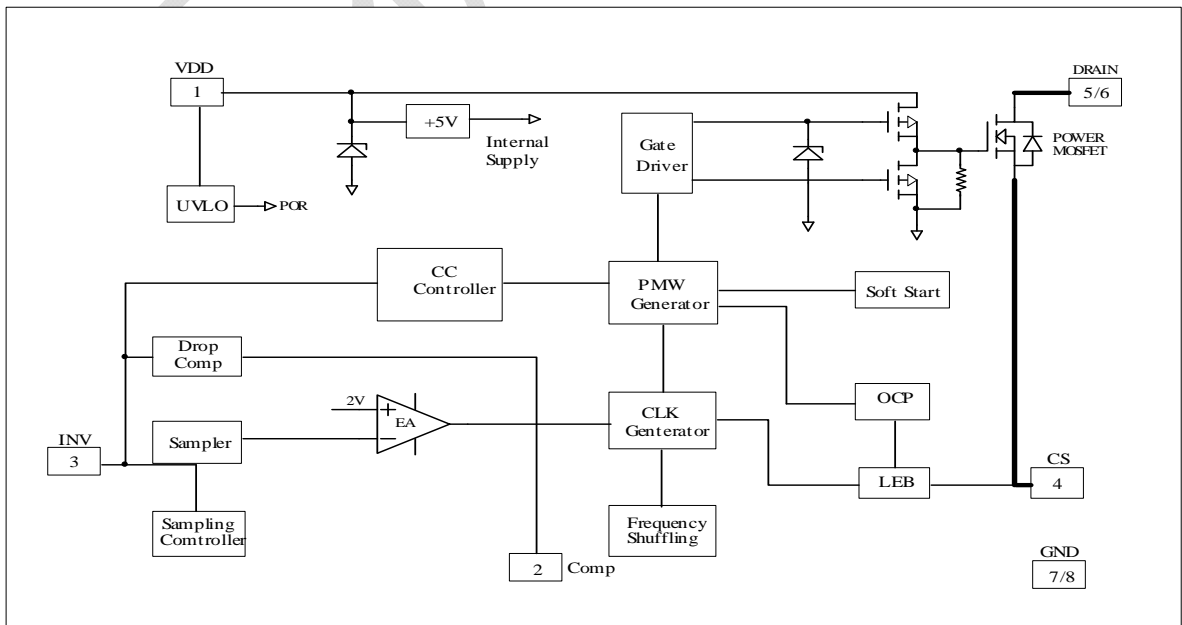 VDD
1
DRAIN
5/6
+5V
Internal
Supply
Gate
Driver
POWER
MOSFET
UVLO
POR
CC
Controller
PMW
Generator
Soft Start
Drop
Comp
2V
+
EA
−
CLK
Genterator
OCP
INV
3
Sampler
LEB
CS
4
Sampling
Comtroller
Frequency
Shuffling
2
Comp
GND
7/8